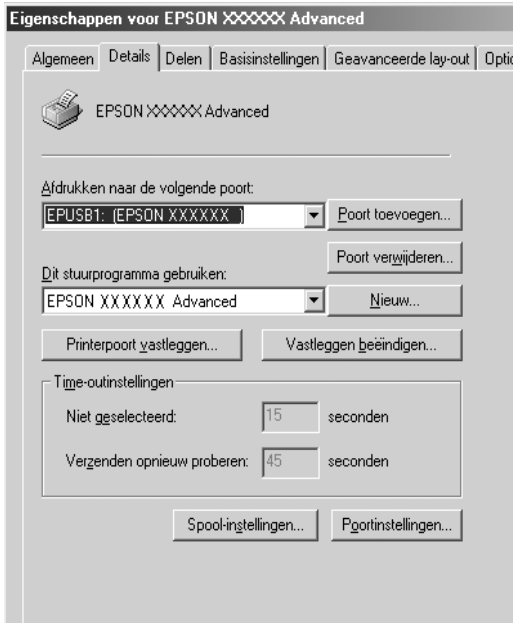 Eigenschappen voor EPSON XXXXXX Advanced
Algemeen Details Delen Basisinstellingen Geavanceerde lay-out
EPSON XXXXXX Advanced
Afdrukken naar de volgende poort:
EPUSB1: (EPSON XXXXXX ) Poort toevoegen...
Poort verwijderen...
Dit stuurprogramma gebruiken:
EPSON XXXXXX Advanced Nieuw...
Printerpoort vastleggen... Vastleggen beëindigen...
Time-outinstellingen
Niet geselecteerd: 15 seconden
Verzenden opnieuw proberen: 45 seconden
Spool-instellingen... Poortinstellingen...